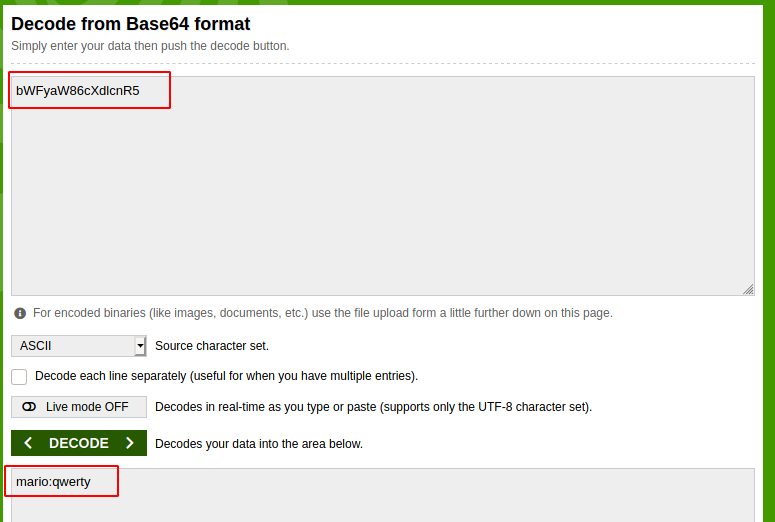 Decode from Base64 format
Simply enter your data then push the decode button.
bWFyaW86cXdlcnR5
For encoded binaries (like images, documents, etc.) use the file upload form a little further down on this page.
ASCII Source character set.
Decode each line separately (useful for when you have multiple entries).
Live mode OFF Decodes in real-time as you type or paste (supports only the UTF-8 character set).
< DECODE > Decodes your data into the area below.
mario:qwerty